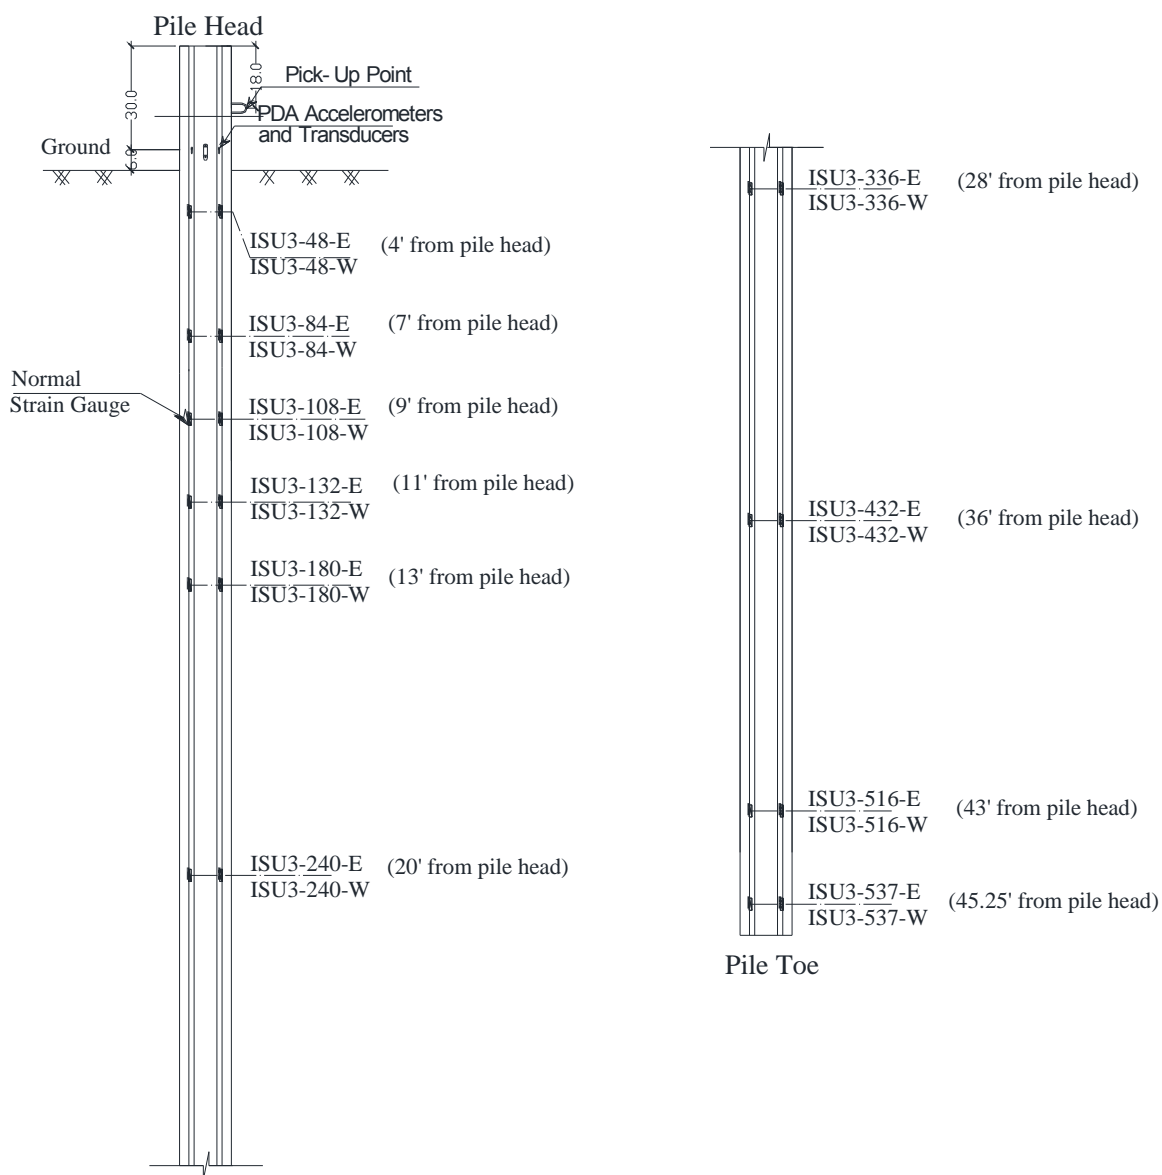 Pile Head
18.0
30.0
Pick-Up Point
PDA Accelerometers
and Transducers
Ground
ISU3-48-E (4' from pile head)
ISU3-48-W
ISU3-84-E (7' from pile head)
ISU3-84-W
Normal
Strain Gauge
ISU3-108-E (9' from pile head)
ISU3-108-W
ISU3-132-E (11' from pile head)
ISU3-132-W
ISU3-180-E (13' from pile head)
ISU3-180-W
ISU3-240-E (20' from pile head)
ISU3-240-W
ISU3-336-E (28' from pile head)
ISU3-336-W
ISU3-432-E (36' from pile head)
ISU3-432-W
ISU3-516-E (43' from pile head)
ISU3-516-W
ISU3-537-E (45.25' from pile head)
ISU3-537-W
Pile Toe